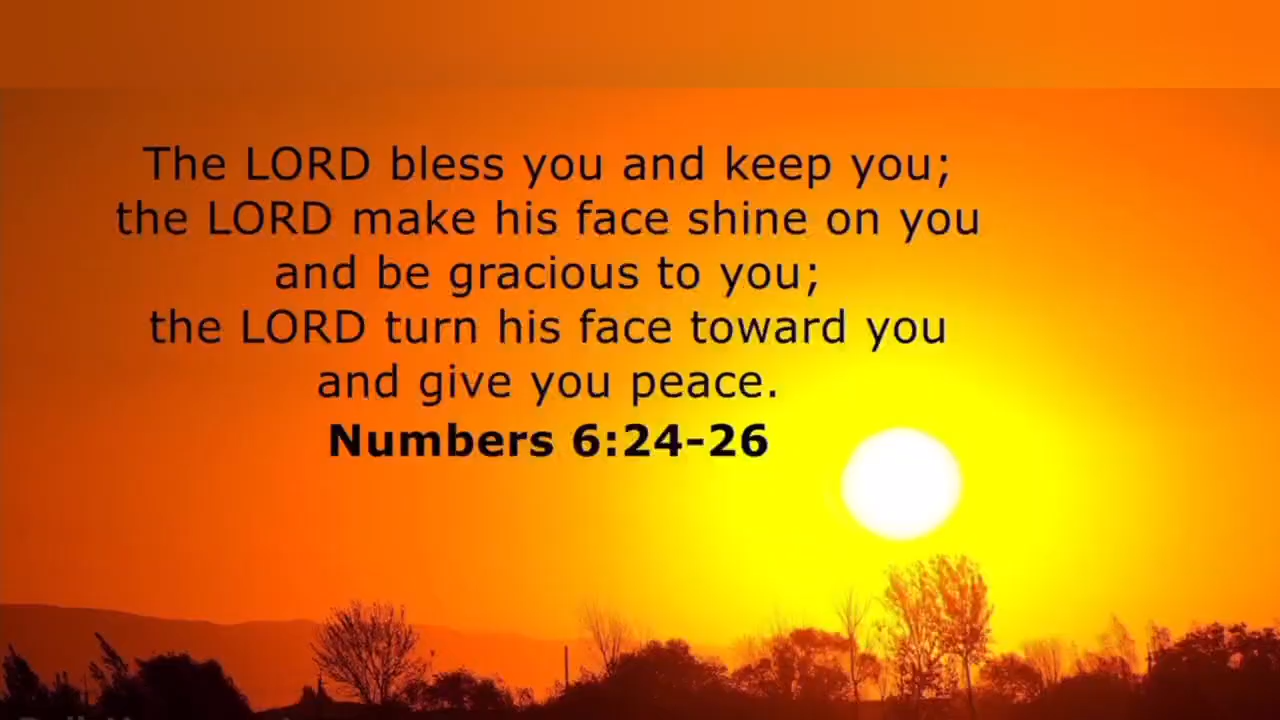 The LORD bless you and keep you;
the LORD make his face shine on you
and be gracious to you;
the LORD turn his face toward you
and give you peace.
Numbers 6:24-26